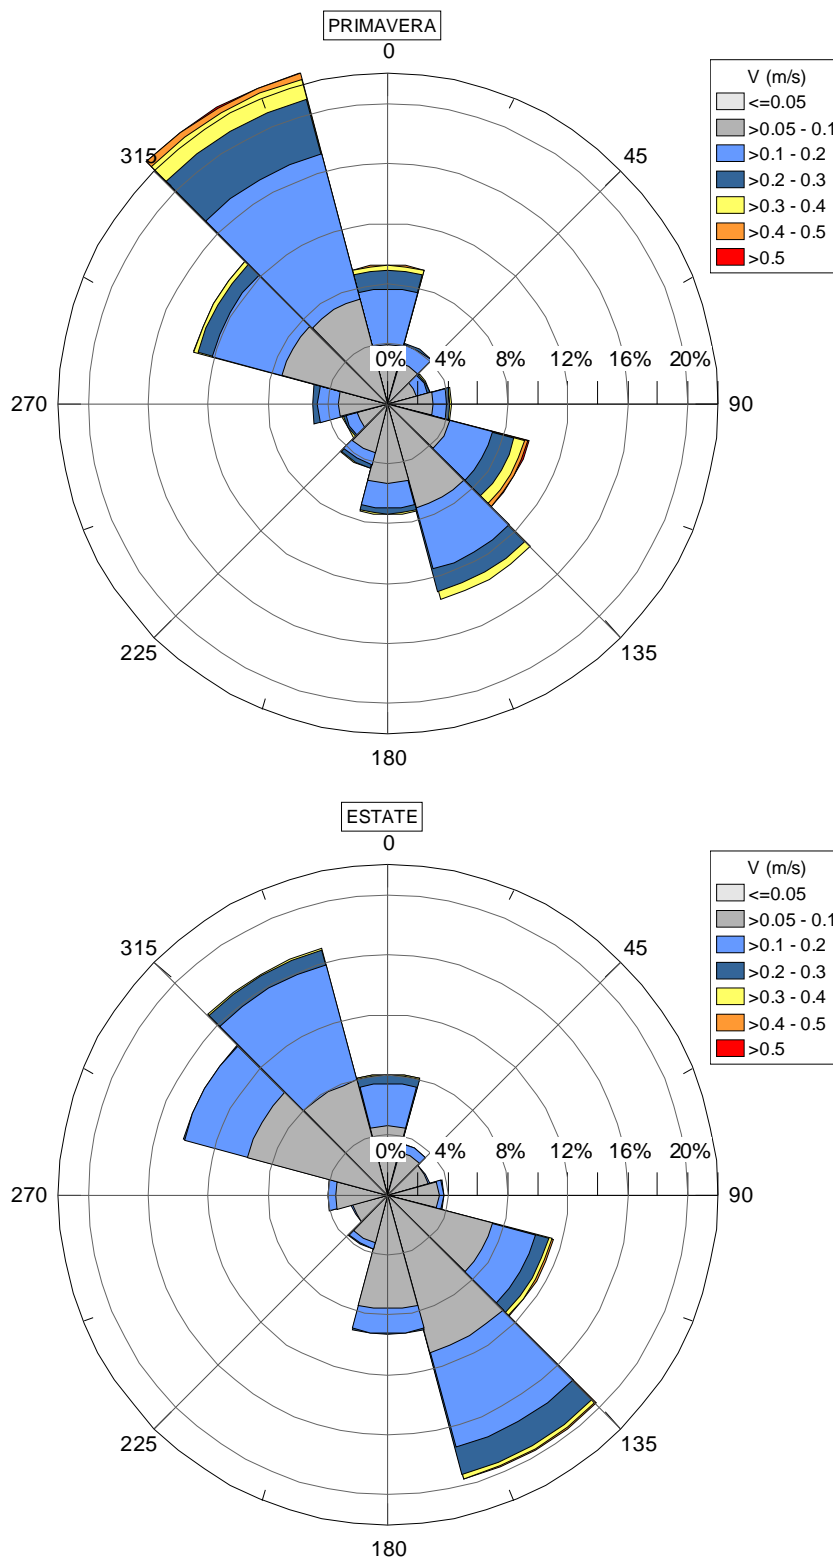 PRIMAVERA
0
V (m/s)
<=0.05
>0.05 - 0.1
>0.1 - 0.2
>0.2 - 0.3
>0.3 - 0.4
>0.4 - 0.5
>0.5
315
45
0% 4% 8% 12% 16% 20%
270
90
225
135
180
ESTATE
0
V (m/s)
<=0.05
>0.05 - 0.1
>0.1 - 0.2
>0.2 - 0.3
>0.3 - 0.4
>0.4 - 0.5
>0.5
315
45
0% 4% 8% 12% 16% 20%
270
90
225
135
180